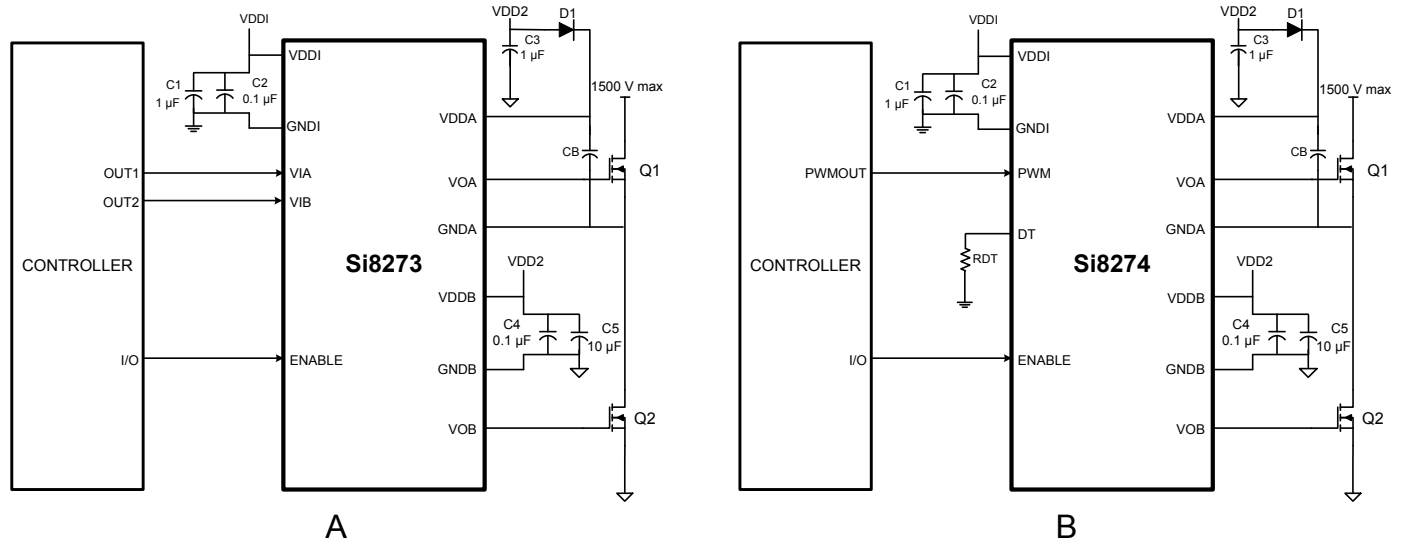 VDDI
VDD2
D1
C3
1 µF
VDDI
C1
1 µF
C2
0.1 µF
GNDI
1500 V max
VDDA
CB
Q1
OUT1
VIA
VOA
OUT2
VIB
GNDA
CONTROLLER
Si8273
VDD2
VDDB
C4
0.1 µF
C5
10 µF
I/O
ENABLE
GNDB
Q2
VOB
A
VDDI
VDD2
D1
C3
1 µF
VDDI
C1
1 µF
C2
0.1 µF
GNDI
1500 V max
VDDA
CB
Q1
PWMOUT
PWM
VOA
DT
GNDA
RDT
CONTROLLER
Si8274
VDD2
VDDB
C4
0.1 µF
C5
10 µF
I/O
ENABLE
GNDB
Q2
VOB
B